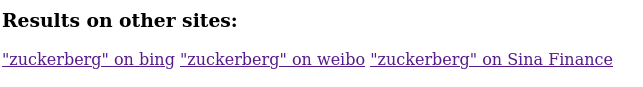 Results on other sites:
"zuckerberg" on bing "zuckerberg" on weibo "zuckerberg" on Sina Finance